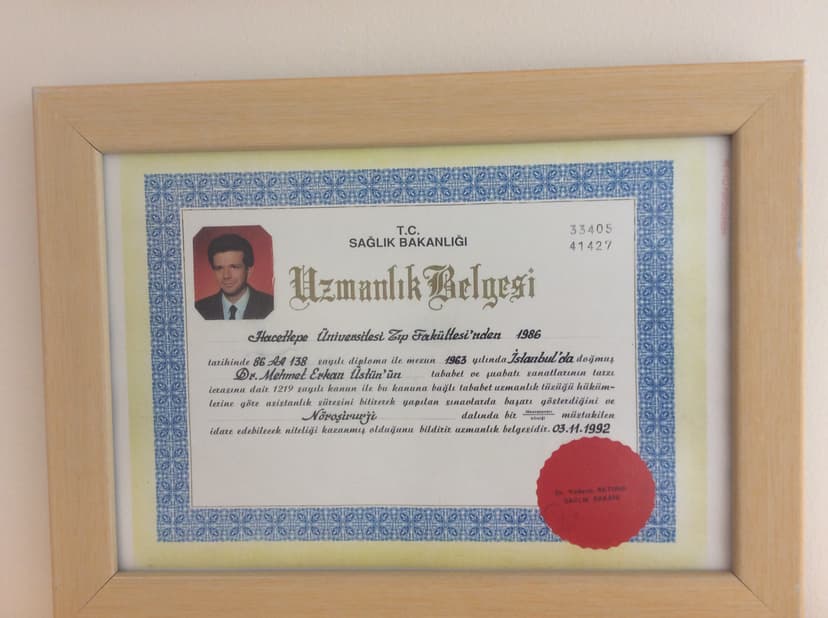 T.C.
SAĞLIK BAKANLIĞI
33405
41427
Uzmanlık Belgesi
Hacettepe Üniversitesi Tıp Fakültesi'nden 1986
tarihinde 86 AA 138 sayılı diploma ile mezun 1963 yılında İstanbul'da doğmuş
Dr. Mehmet Erkan Üstün'ün tababet ve şuabatı sanatlarının tarzı
icrasına dair 1219 sayılı kanun ile bu kanuna bağlı tababet uzmanlık tüzüğü hüküm-
lerine göre asistanlık süresini bitirerek yapılan sınavlarda başarı gösterdiğini ve
Nöroşirurji dalında bir müstakilen
idare edebilecek niteliği kazanmış olduğunu bildirir uzmanlık belgesidir. 03.11.1992
Dr.
SAĞLIK BAKANI